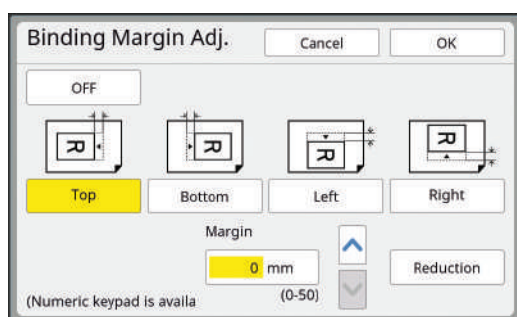 Binding Margin Adj. Cancel OK
OFF
R R R R
Top Bottom Left Right
Margin
0 mm Reduction
(Numeric keypad is availa (0-50)